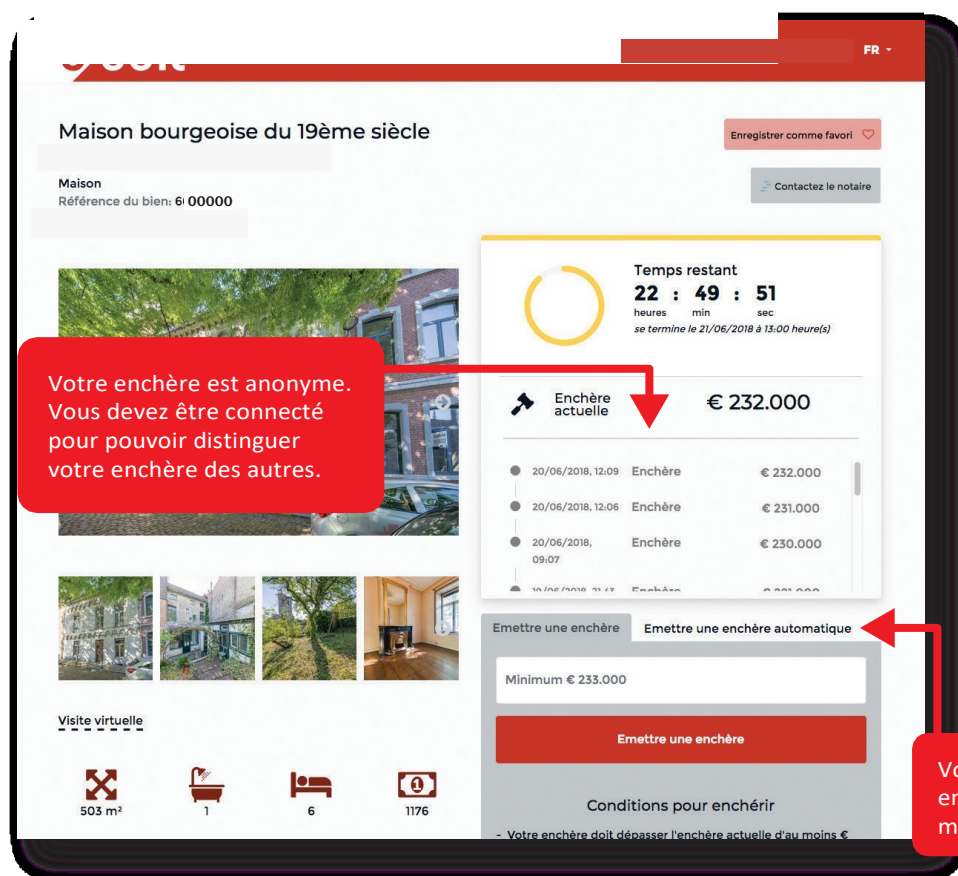 FR
Maison bourgeoise du 19ème siècle
Enregistrer comme favori
Maison
Référence du bien: 6 00000
Contactez le notaire
Temps restant
22 : 49 : 51
heures min sec
se termine le 21/06/2018 à 13:00 heure(s)
Votre enchère est anonyme.
Vous devez être connecté
pour pouvoir distinguer
votre enchère des autres.
Enchère
actuelle
€ 232.000
20/06/2018, 12:09 Enchère € 232.000
20/06/2018, 12:06 Enchère € 231.000
20/06/2018,
09:07
Enchère € 230.000
Enchère
Emettre une enchère
Emettre une enchère automatique
Minimum € 233.000
Emettre une enchère
Visite virtuelle
503 m²
1
6
1176
Conditions pour enchérir
- Votre enchère doit dépasser l'enchère actuelle d'au moins €